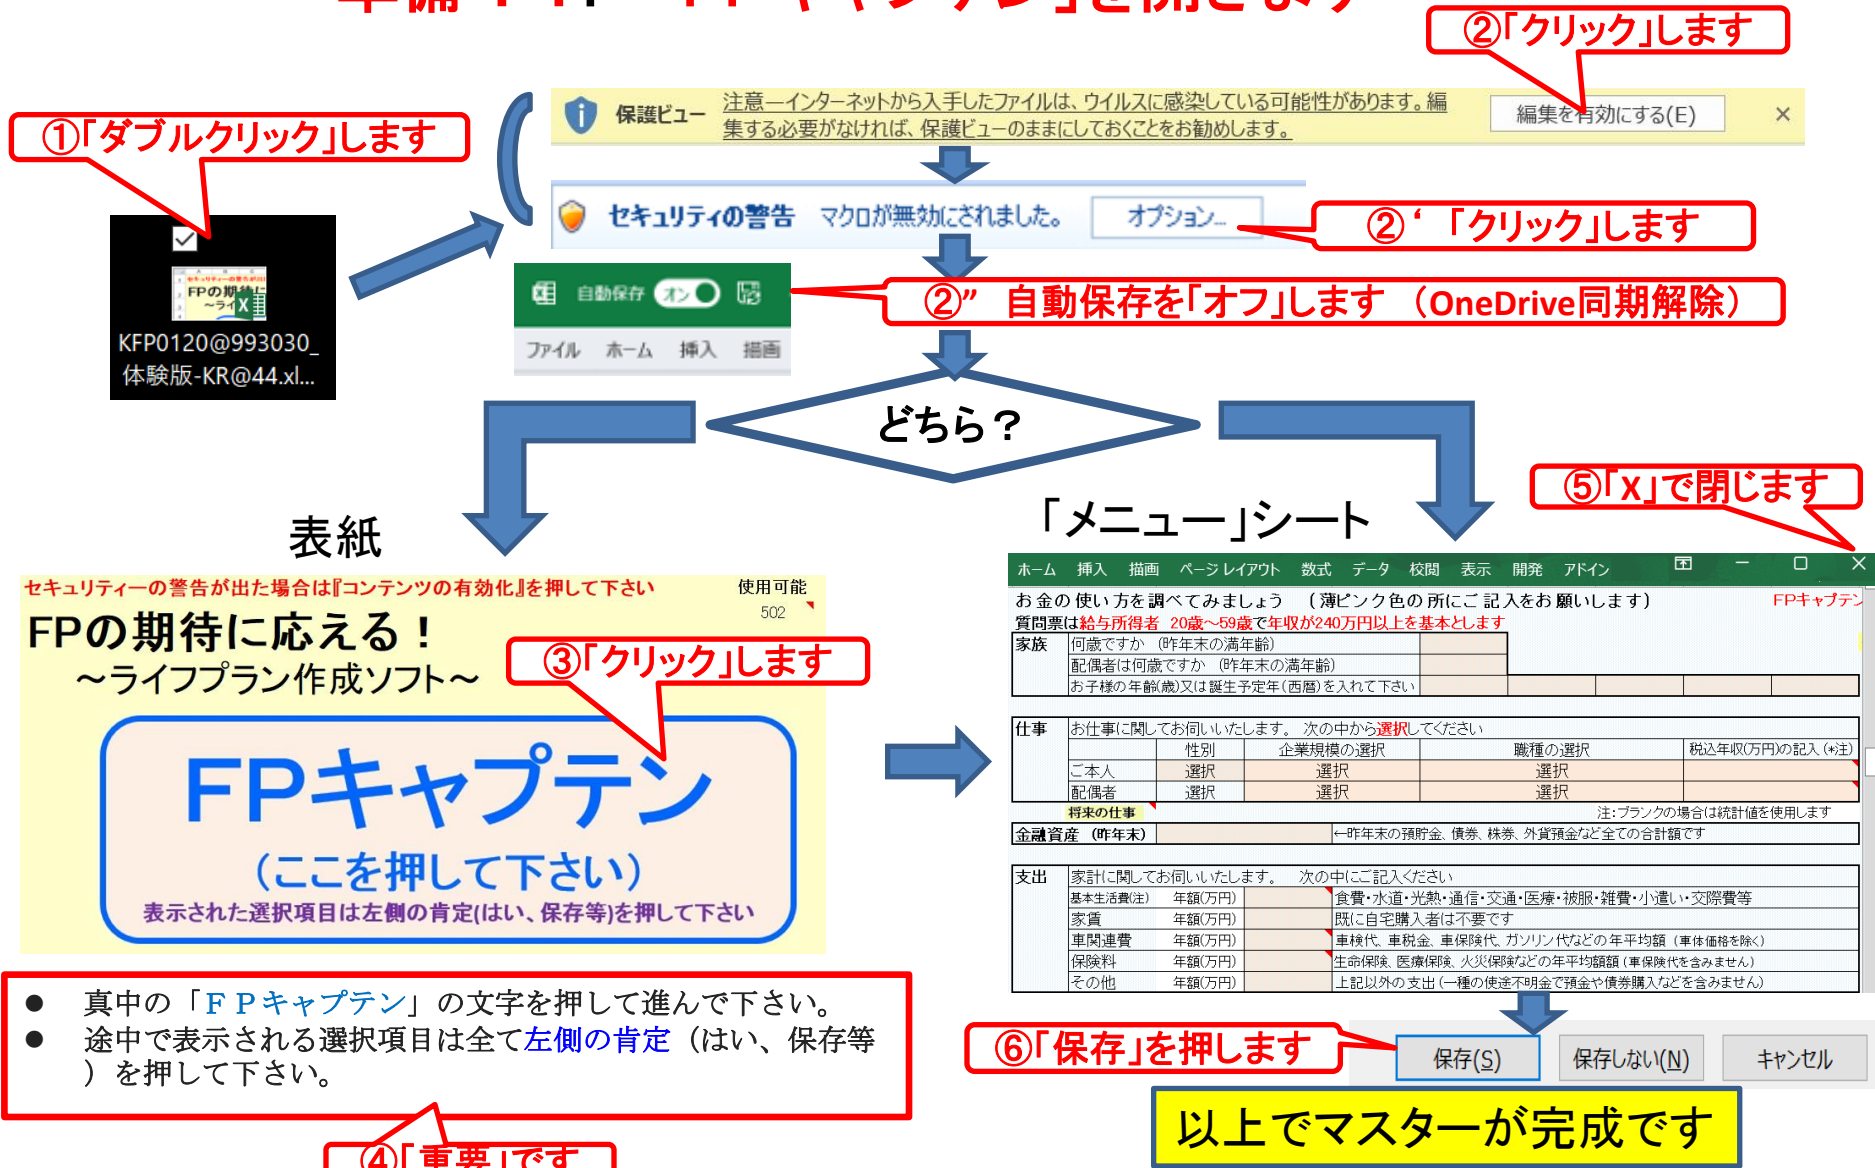 ②「クリック」します
保護ビュー 注意―インターネットから入手したファイルは、ウイルスに感染している可能性があります。編
集する必要がなければ、保護ビューのままにしておくことをお勧めします。
編集を有効にする(E) ×
①「ダブルクリック」します
セキュリティの警告 マクロが無効にされました。 オプション...
②‘「クリック」します
FPの期待に
～ライ
KFP0120@993030_
体験版-KR@44.xl...
自動保存 オン
ファイル ホーム 挿入 描画
②” 自動保存を「オフ」します （OneDrive同期解除）
どちら？
表紙
「メニュー」シート
⑤「X」で閉じます
セキュリティーの警告が出た場合は『コンテンツの有効化』を押して下さい
使用可能
502
FPの期待に応える！
～ライフプラン作成ソフト～
③「クリック」します
FPキャプテン
（ここを押して下さい）
表示された選択項目は左側の肯定(はい、保存等)を押して下さい
● 真中の「ＦＰキャプテン」の文字を押して進んで下さい。
● 途中で表示される選択項目は全て左側の肯定（はい、保存等
）を押して下さい。
④「重要」です
ホーム 挿入 描画 ページ レイアウト 数式 データ 校閲 表示 開発 アドイン
お金の使い方を調べてみましょう （薄ピンク色の所にご記入をお願いします） FPキャプテン
質問票は給与所得者 20歳～59歳で年収が240万円以上を基本とします
家族 何歳ですか （昨年末の満年齢）
配偶者は何歳ですか （昨年末の満年齢）
お子様の年齢(歳)又は誕生予定年(西暦)を入れて下さい
仕事 お仕事に関してお伺いいたします。 次の中から選択してください
性別 企業規模の選択 職種の選択 税込年収(万円)の記入(*注)
ご本人 選択 選択 選択
配偶者 選択 選択 選択
将来の仕事 注:ブランクの場合は統計値を使用します
金融資産 （昨年末） ←昨年末の預貯金、債券、株券、外貨預金など全ての合計額です
支出 家計に関してお伺いいたします。 次の中にご記入ください
基本生活費(注) 年額(万円) 食費・水道・光熱・通信・交通・医療・被服・雑費・小遣い・交際費等
家賃 年額(万円) 既に自宅購入者は不要です
車関連費 年額(万円) 車検代、車税金、車保険代、ガソリン代などの年平均額（車体価格を除く）
保険料 年額(万円) 生命保険、医療保険、火災保険などの年平均額額（車保険代を含みません）
その他 年額(万円) 上記以外の支出（一種の使途不明金で預金や債券購入などを含みません）
⑥「保存」を押します
保存(S) 保存しない(N) キャンセル
以上でマスターが完成です